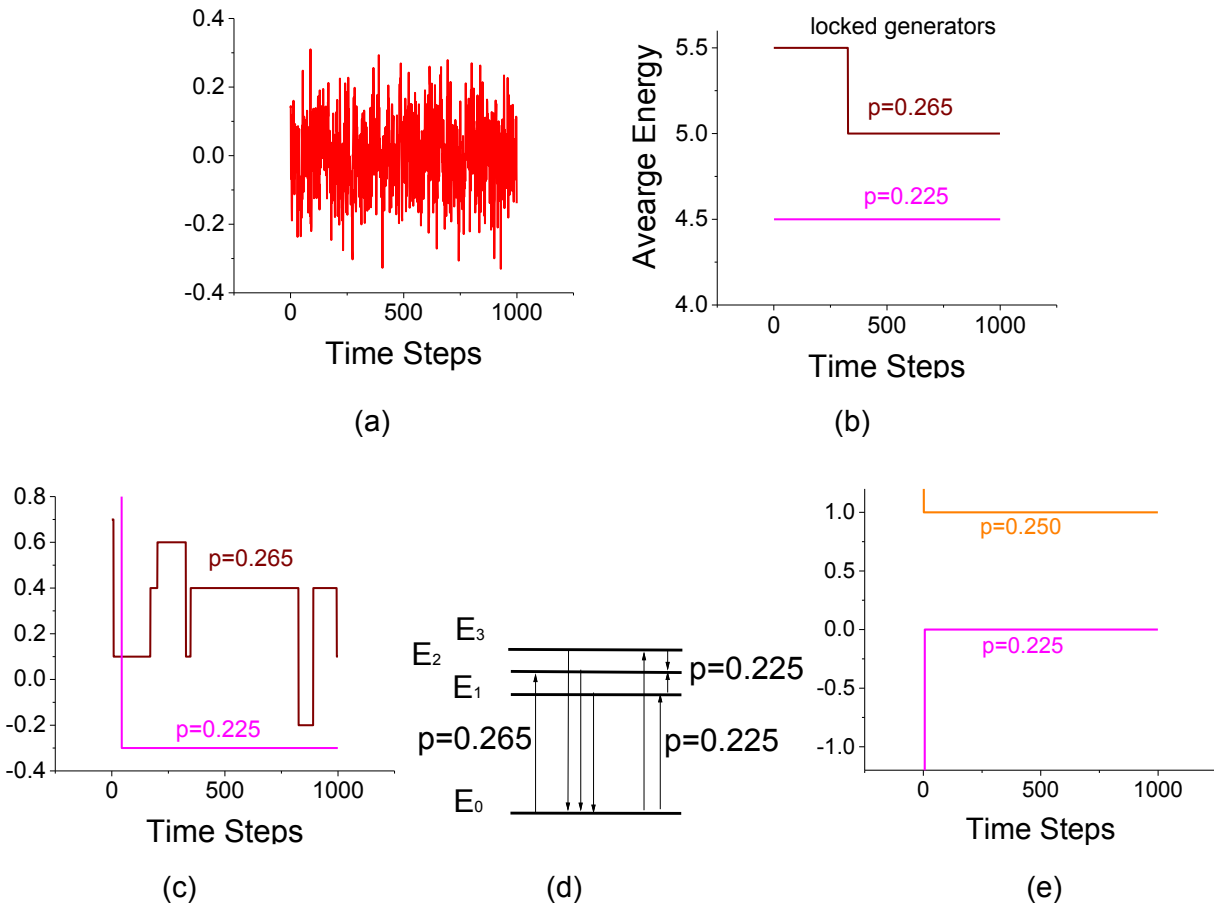 0.4
0.2
0.0
-0.2
-0.4
0
500
1000
Time Steps
(a)
locked generators
Avearge Energy
5.5
5.0
4.5
4.0
p=0.265
p=0.225
0
500
1000
Time Steps
(b)
0.8
0.6
0.4
0.2
0.0
-0.2
-0.4
p=0.265
p=0.225
0
500
1000
Time Steps
(c)
E3
E2
E1
E0
p=0.225
p=0.265
p=0.225
(d)
1.0
0.5
0.0
-0.5
-1.0
p=0.250
p=0.225
0
500
1000
Time Steps
(e)